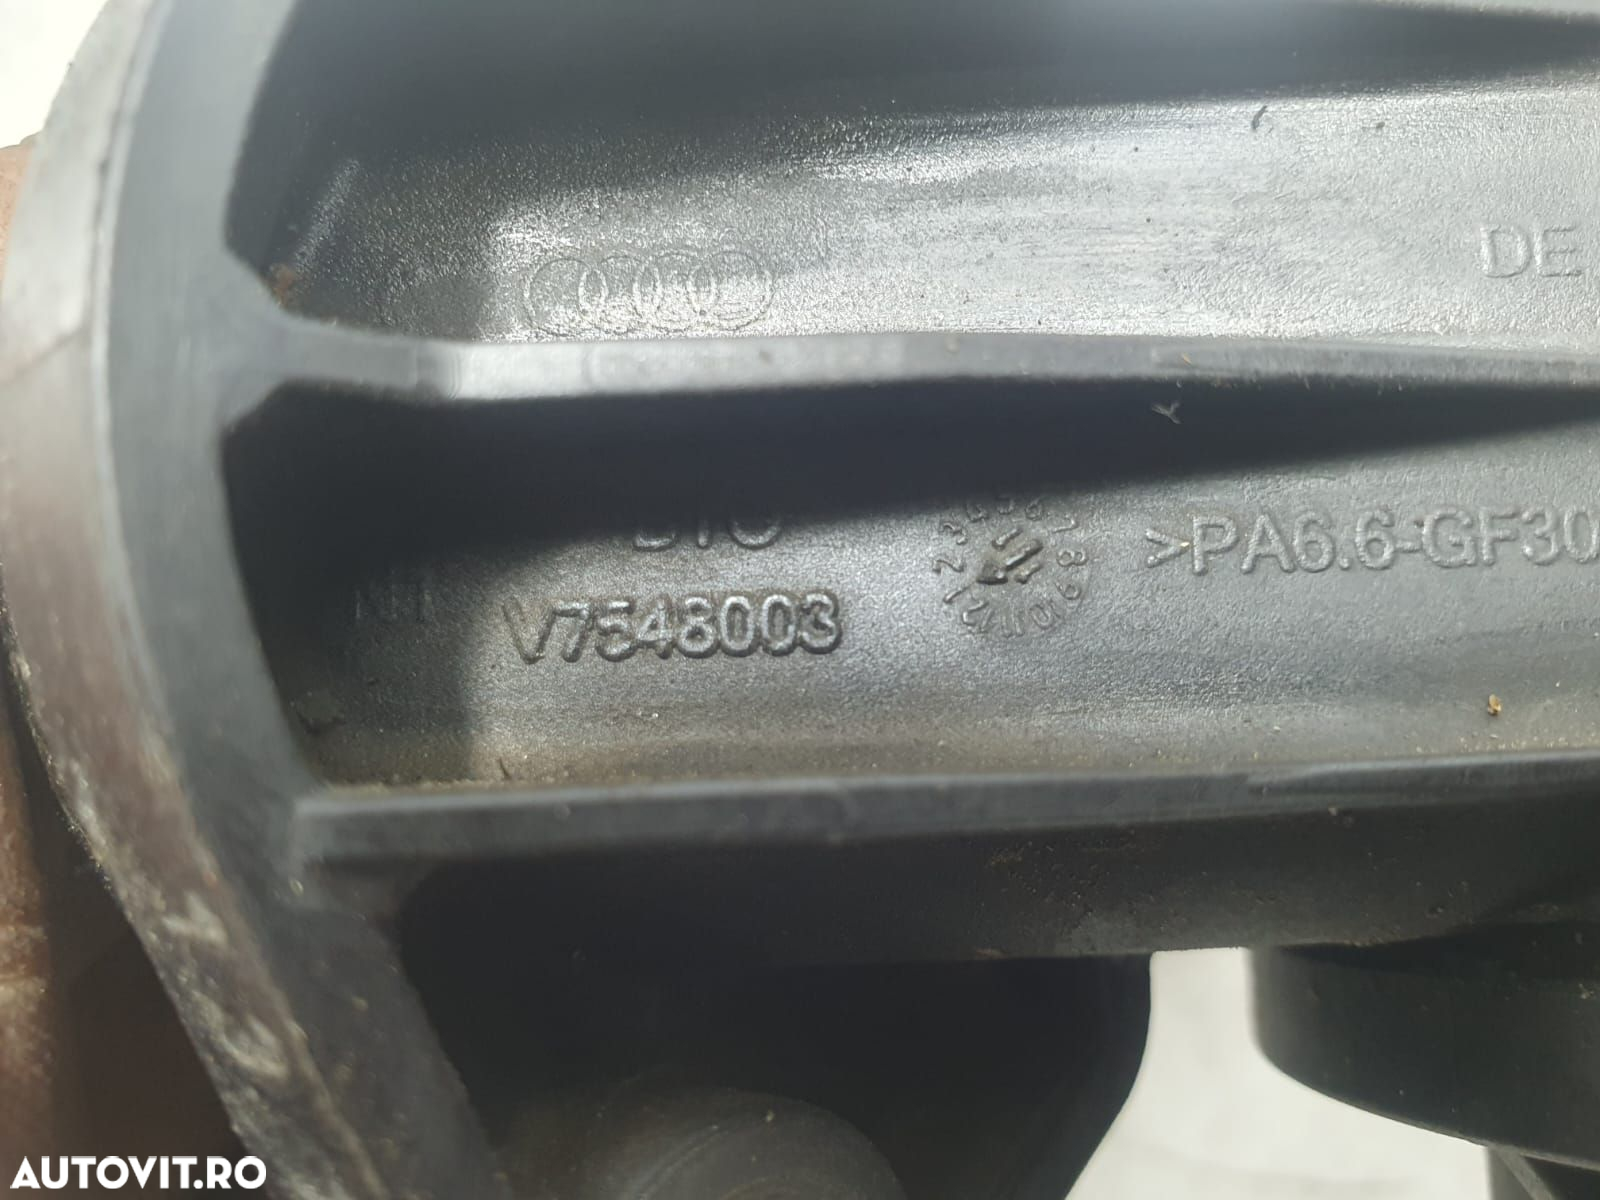 DE
>PA6.6-GF30
V7548003
AUTOVIT.RO